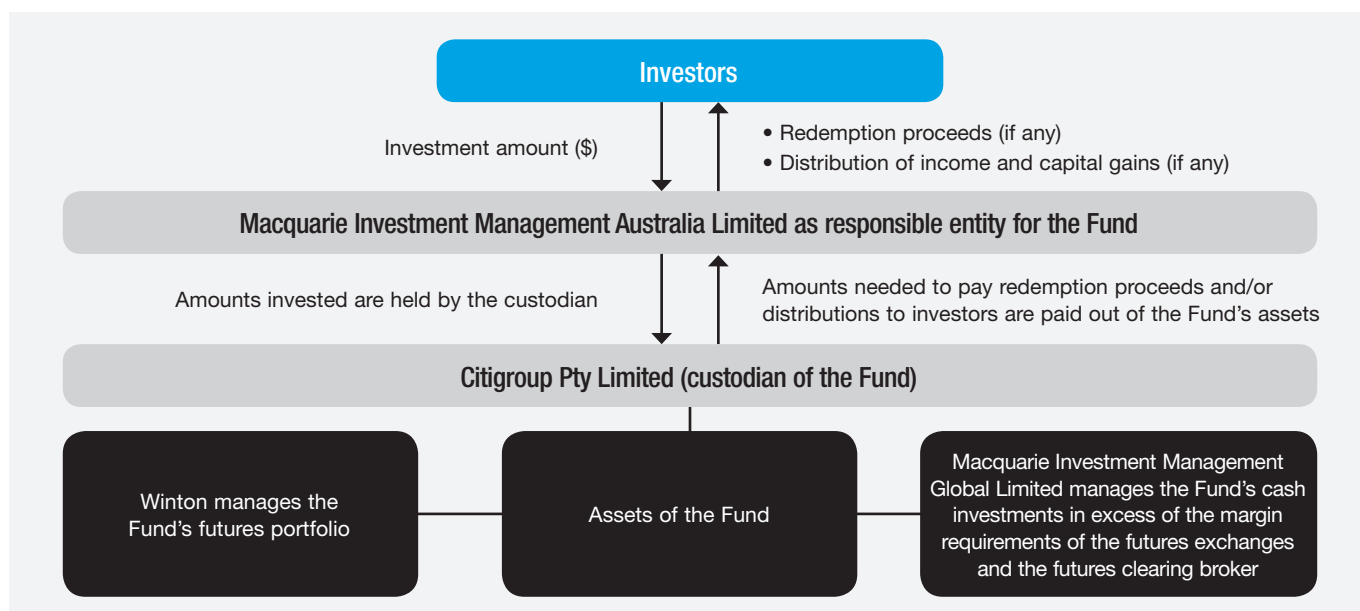 Investors
Investment amount ($)
• Redemption proceeds (if any)
• Distribution of income and capital gains (if any)
Macquarie Investment Management Australia Limited as responsible entity for the Fund
Amounts invested are held by the custodian
Amounts needed to pay redemption proceeds and/or
distributions to investors are paid out of the Fund's assets
Citigroup Pty Limited (custodian of the Fund)
Winton manages the
Fund's futures portfolio
Assets of the Fund
Macquarie Investment Management
Global Limited manages the Fund's cash
investments in excess of the margin
requirements of the futures exchanges
and the futures clearing broker